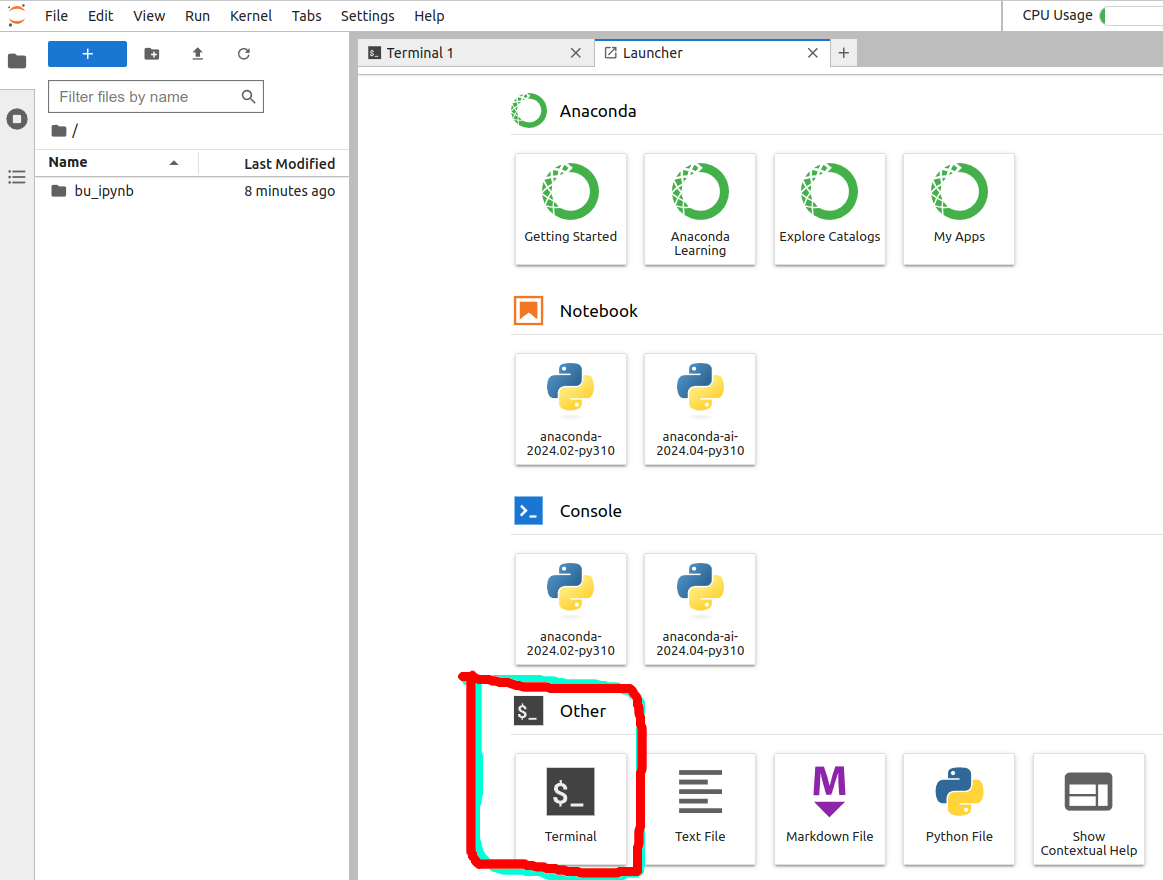 File Edit View Run Kernel Tabs Settings Help CPU Usage
+
Terminal 1 Launcher
Filter files by name
/
Name Last Modified
bu_ipynb 8 minutes ago
Anaconda
Getting Started
Anaconda
Learning
Explore Catalogs
My Apps
Notebook
anaconda-
2024.02-py310
anaconda-ai-
2024.04-py310
Console
anaconda-
2024.02-py310
anaconda-ai-
2024.04-py310
$_ Other
$_
Terminal
Text File
M
Markdown File
Python File
Show
Contextual Help